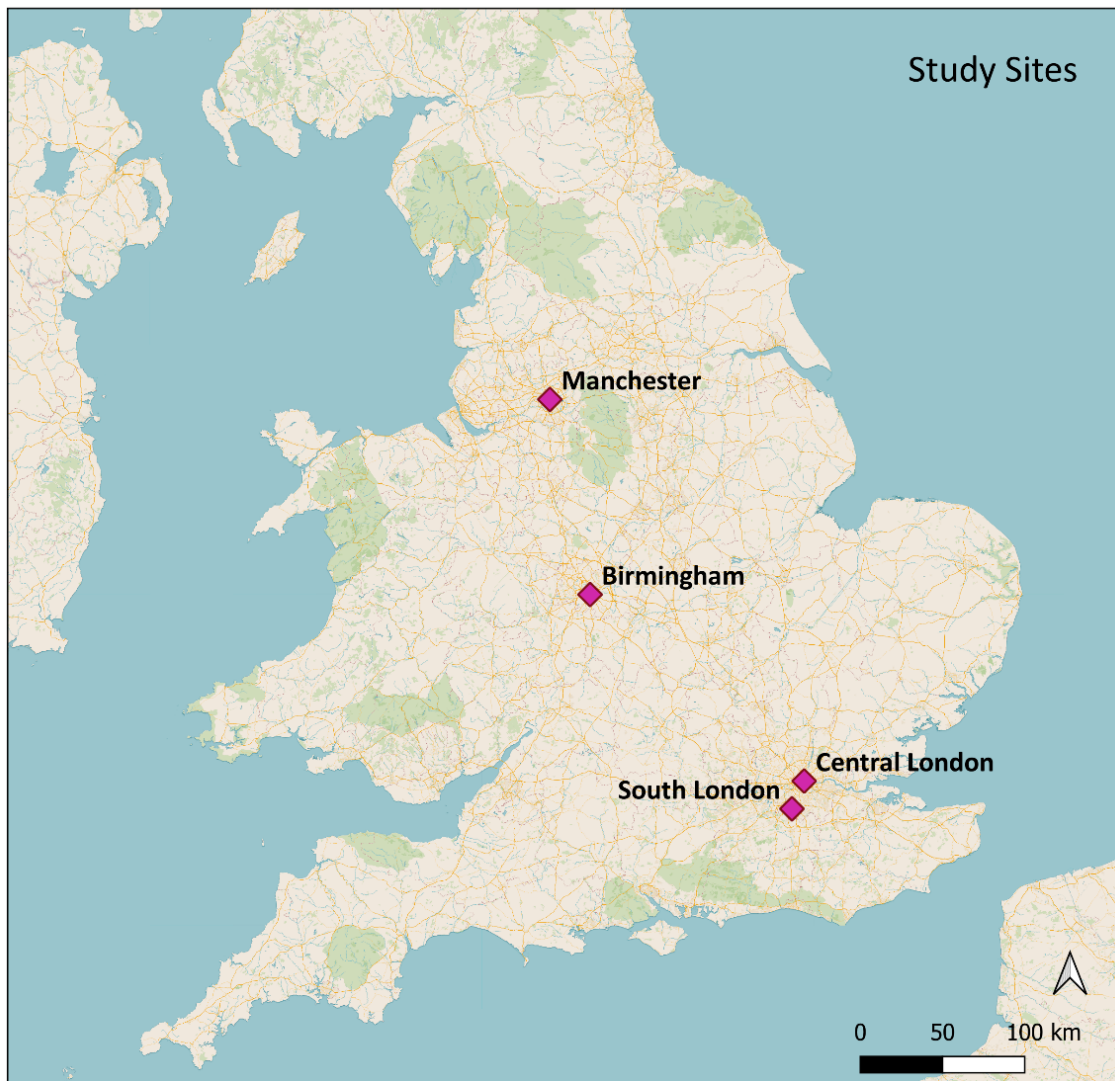 Study Sites
Manchester
Birmingham
Central London
South London
0 50 100 km